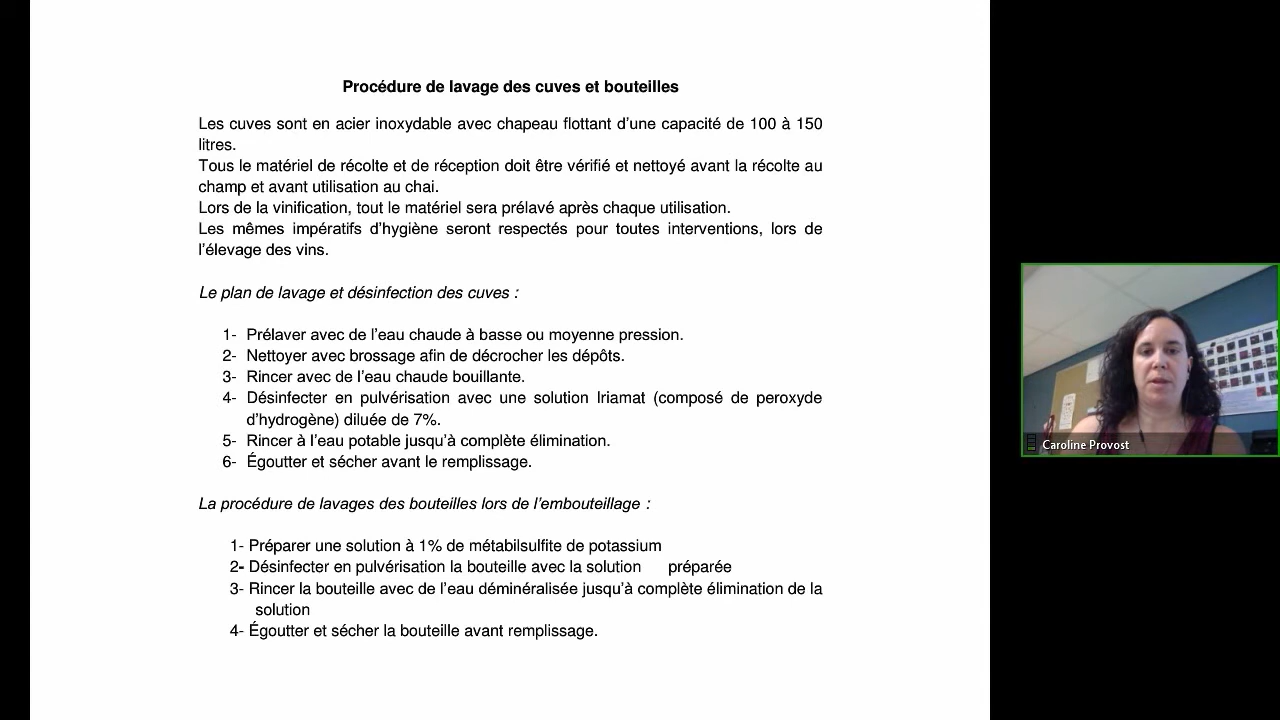 Procédure de lavage des cuves et bouteilles
Les cuves sont en acier inoxydable avec chapeau flottant d'une capacité de 100 à 150
litres.
Tous le matériel de récolte et de réception doit être vérifié et nettoyé avant la récolte au
champ et avant utilisation au chai.
Lors de la vinification, tout le matériel sera prélavé après chaque utilisation.
Les mêmes impératifs d'hygiène seront respectés pour toutes interventions, lors de
l'élevage des vins.
Le plan de lavage et désinfection des cuves :
1- Prélaver avec de l'eau chaude à basse ou moyenne pression.
2- Nettoyer avec brossage afin de décrocher les dépôts.
3- Rincer avec de l'eau chaude bouillante.
4- Désinfecter en pulvérisation avec une solution Iriamat (composé de peroxyde
d'hydrogène) diluée de 7%.
5- Rincer à l'eau potable jusqu'à complète élimination.
6- Égoutter et sécher avant le remplissage.
La procédure de lavages des bouteilles lors de l'embouteillage :
1- Préparer une solution à 1% de métabilsulfite de potassium
2- Désinfecter en pulvérisation la bouteille avec la solution préparée
3- Rincer la bouteille avec de l'eau déminéralisée jusqu'à complète élimination de la
solution
4- Égoutter et sécher la bouteille avant remplissage.
Caroline Provost